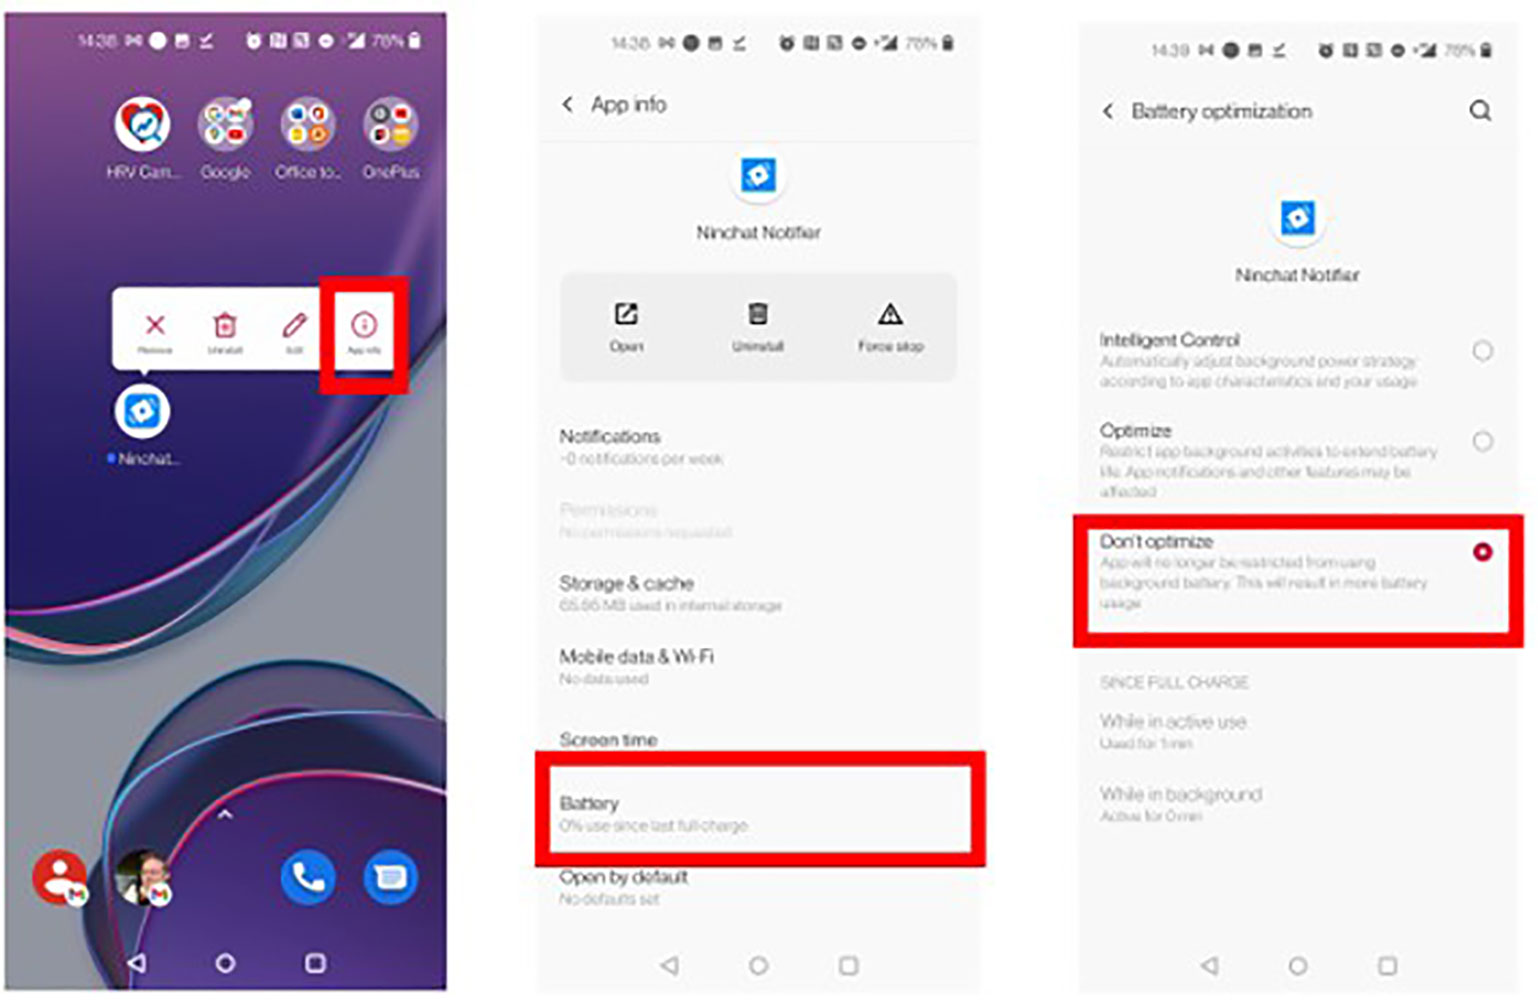 14:38
78%
HRV Cam...
Google
Office to...
OnePlus
Remove
Uninstall
Edit
App info
Ninchat...
14:38
78%
App info
Ninchat Notifier
Open
Uninstall
Force stop
Notifications
~0 notifications per week
Permissions
No permissions requested
Storage & cache
65.66 MB used in internal storage
Mobile data & Wi-Fi
No data used
Screen time
Battery
0% use since last full charge
Open by default
No defaults set
14:39
78%
Battery optimization
Ninchat Notifier
Intelligent Control
Automatically adjust background power strategy
according to app characteristics and your usage
Optimize
Restrict app background activities to extend battery
life. App notifications and other features may be
affected
Don't optimize
App will no longer be restricted from using
background battery. This will result in more battery
usage
SINCE FULL CHARGE
While in active use
Used for 1 min
While in background
Active for 0 min